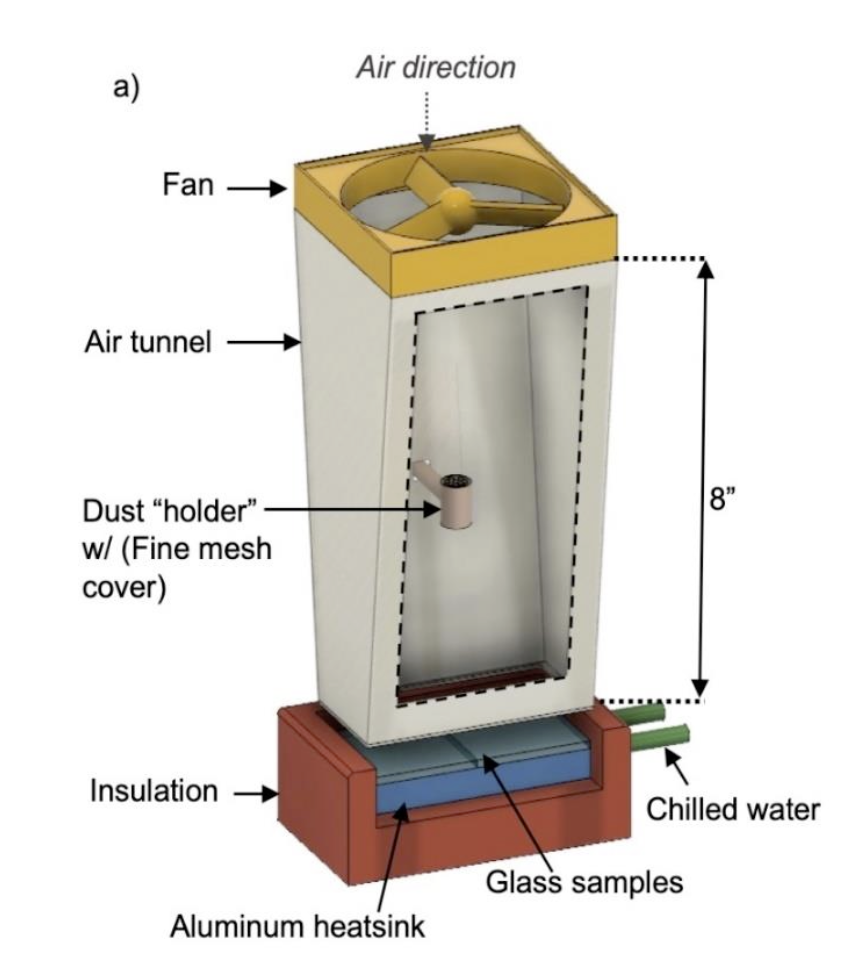 a)
Air direction
Fan
Air tunnel
Dust “holder”
w/ (Fine mesh
cover)
8”
Insulation
Chilled water
Glass samples
Aluminum heatsink